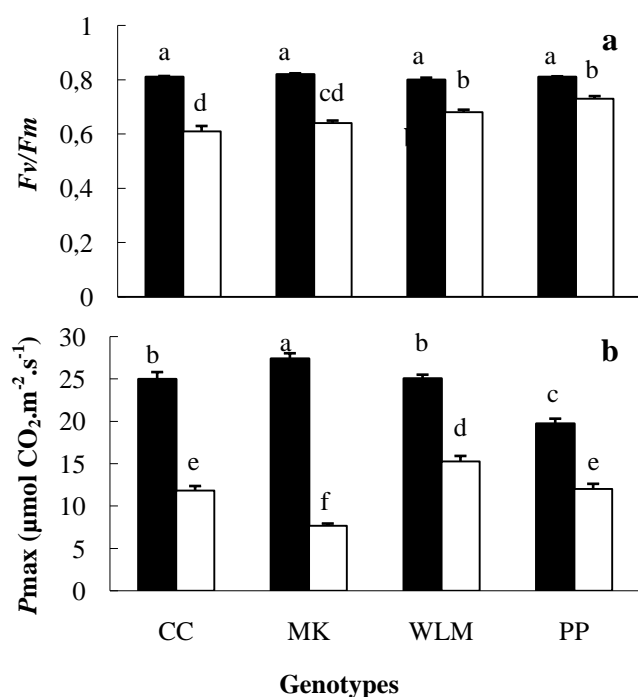 1
0,8
0,6
0,4
0,2
0
Fv/Fm
a
a d a cd a b a b
30
25
20
15
10
5
0
Pmax (µmol CO₂.m⁻².s⁻¹)
b
b e a f b d c e
CC MK WLM PP
Genotypes